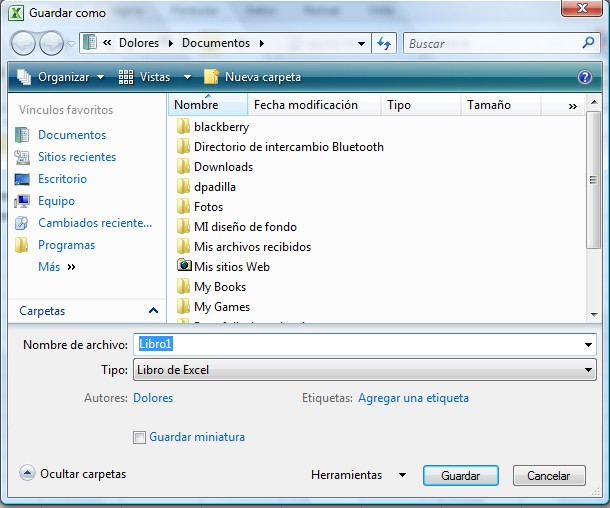 Guardar como
« Dolores ▸ Documentos ▸
Buscar
Organizar Vistas Nueva carpeta
Vínculos favoritos
Documentos
Sitios recientes
Escritorio
Equipo
Cambiados reciente...
Programas
Más »
Carpetas
Nombre Fecha modificación Tipo Tamaño »
blackberry
Directorio de intercambio Bluetooth
Downloads
dpadilla
Fotos
MI diseño de fondo
Mis archivos recibidos
Mis sitios Web
My Books
My Games
Nombre de archivo: Libro1
Tipo: Libro de Excel
Autores: Dolores Etiquetas: Agregar una etiqueta
Guardar miniatura
Ocultar carpetas Herramientas Guardar Cancelar